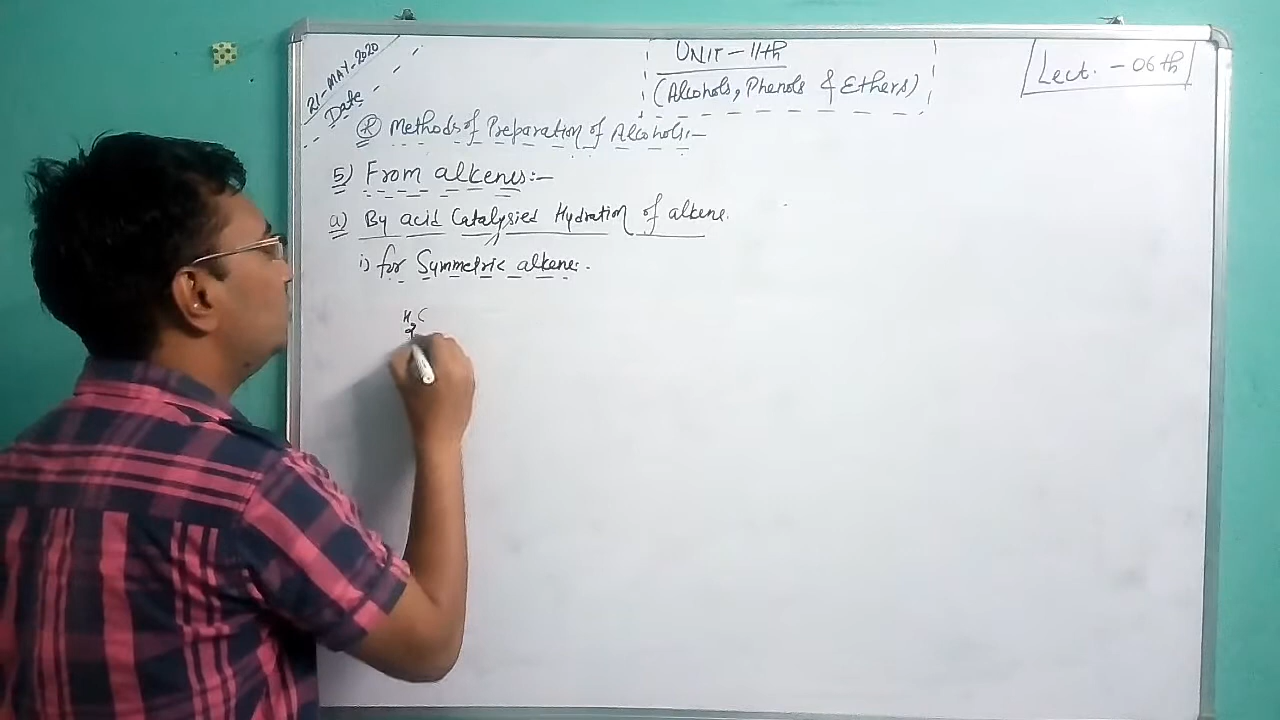 21-MAY-2020
Date
UNIT-11th
(Alcohols, Phenols & Ethers)
Lect. - 06th
* Methods of Preparation of Alcohols:-
5) From alkenes:-
a) By acid Catalysied Hydration of alkene.
i) for Symmetric alkene.
H2C